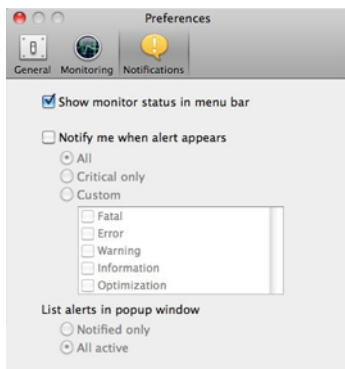 Preferences
General Monitoring Notifications
Show monitor status in menu bar
Notify me when alert appears
All
Critical only
Custom
Fatal
Error
Warning
Information
Optimization
List alerts in popup window
Notified only
All active